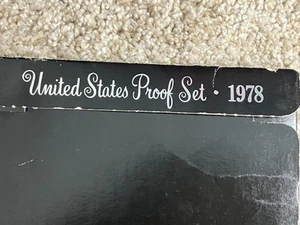 United States Proof Set • 1978